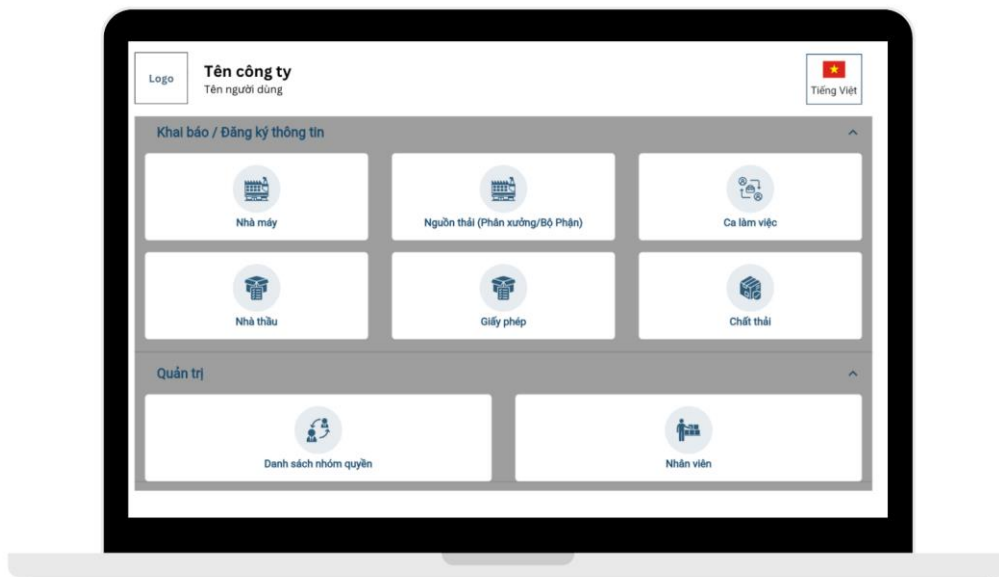 Logo
Tên công ty
Tên người dùng
Tiếng Việt
Khai báo / Đăng ký thông tin
Nhà máy
Nguồn thải (Phân xưởng/Bộ Phận)
Ca làm việc
Nhà thầu
Giấy phép
Chất thải
Quản trị
Danh sách nhóm quyền
Nhân viên